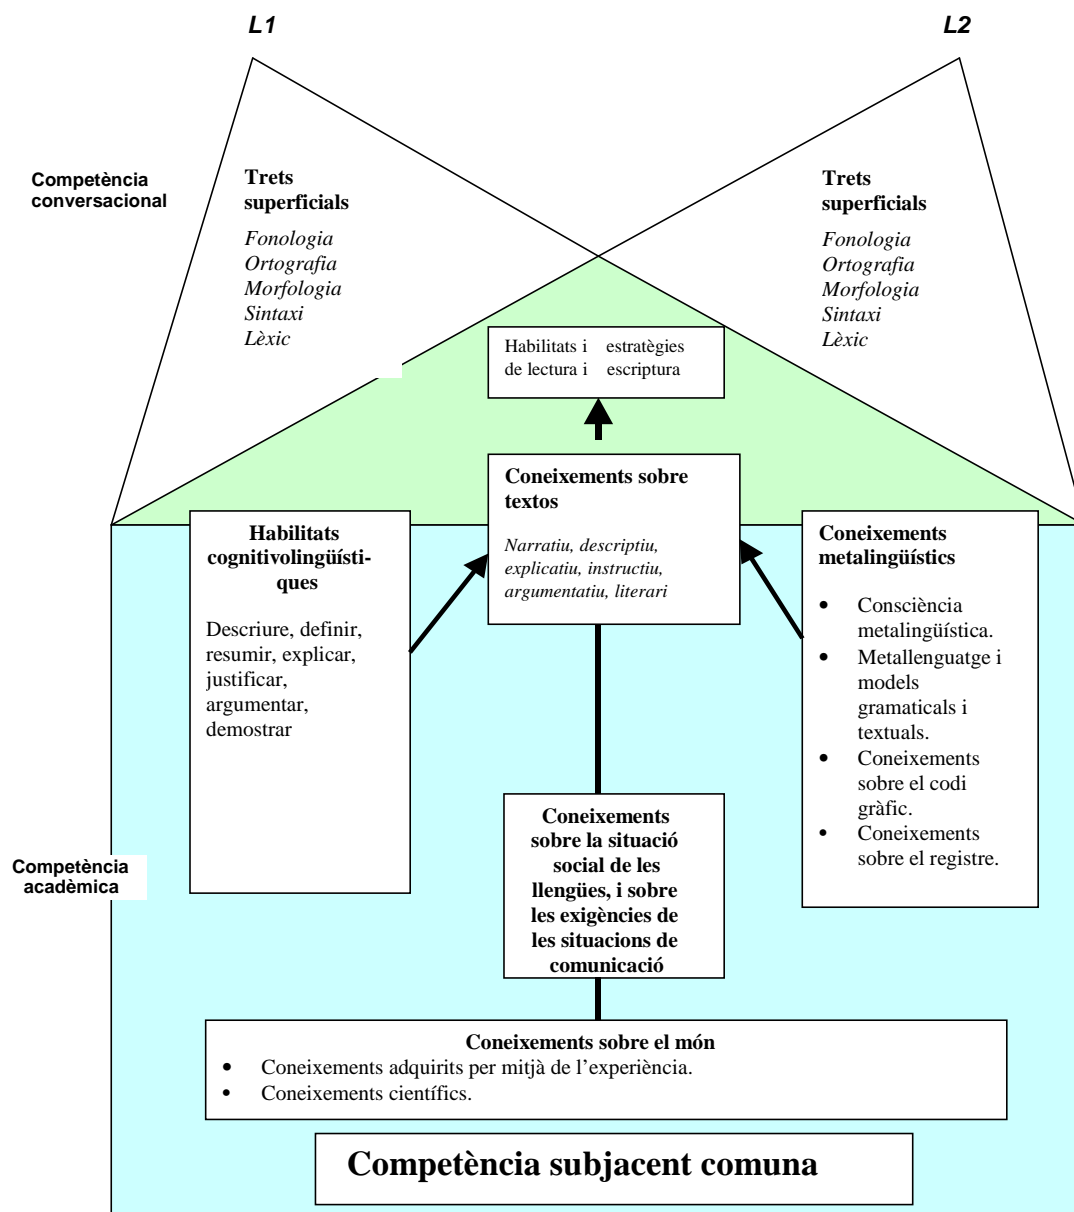 L1
L2
Competència
conversacional
Trets
superficials
Fonologia
Ortografia
Morfologia
Sintaxi
Lèxic
Trets
superficials
Fonologia
Ortografia
Morfologia
Sintaxi
Lèxic
Habilitats i estratègies
de lectura i escriptura
Coneixements sobre
textos
Narratiu, descriptiu,
explicatiu, instructiu,
argumentatiu, literari
Habilitats
cognitivolingüísti-
ques
Descriure, definir,
resumir, explicar,
justificar,
argumentar,
demostrar
Coneixements
metalingüístics
• Consciència
metalingüística.
• Metallenguatge i
models
gramaticals i
textuals.
• Coneixements
sobre el codi
gràfic.
• Coneixements
sobre el registre.
Coneixements
sobre la situació
social de les
llengües, i sobre
les exigències de
les situacions de
comunicació
Competència
acadèmica
Coneixements sobre el món
• Coneixements adquirits per mitjà de l’experiència.
• Coneixements científics.
Competència subjacent comuna